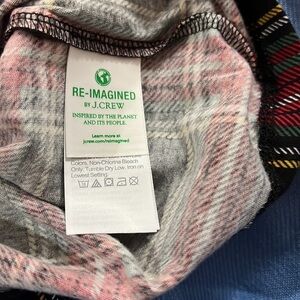 RE-IMAGINED
BY J.CREW
INSPIRED BY THE PLANET
AND ITS PEOPLE.
Learn more at
jcrew.com/reimagined
Colors, Non-Chlorine Bleach
Only, Tumble Dry Low, Iron on
Lowest Setting